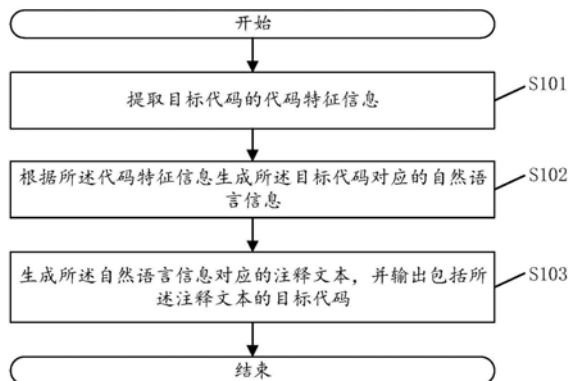 开始
提取目标代码的代码特征信息
S101
根据所述代码特征信息生成所述目标代码对应的自然语
言信息
S102
生成所述自然语言信息对应的注释文本，并输出包括所
述注释文本的目标代码
S103
结束